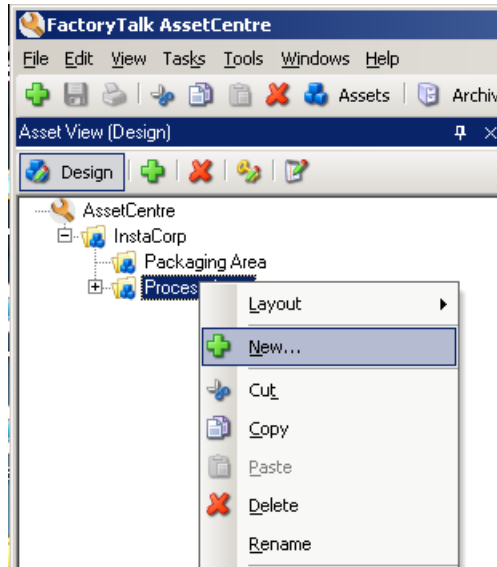 FactoryTalk AssetCentre
File Edit View Tasks Tools Windows Help
Assets
Asset View (Design)
Design
AssetCentre
InstaCorp
Packaging Area
Layout
New...
Cut
Copy
Paste
Delete
Rename